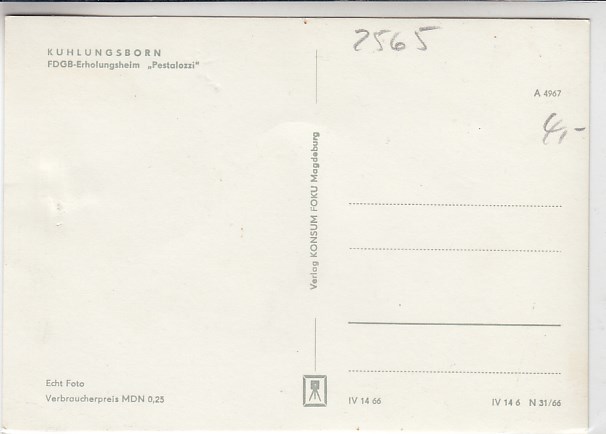 KUHLUNGSBORN
FDGB-Erholungsheim „Pestalozzi"
2565
A 4967
4,-
Verlag KONSUM FOKU Magdeburg
Echt Foto
Verbraucherpreis MDN 0,25
IV 14 66
IV 14 6 N 31/66